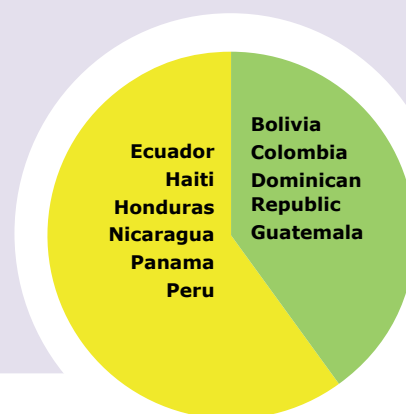 Ecuador
Haiti
Honduras
Nicaragua
Panama
Peru
Bolivia
Colombia
Dominican
Republic
Guatemala